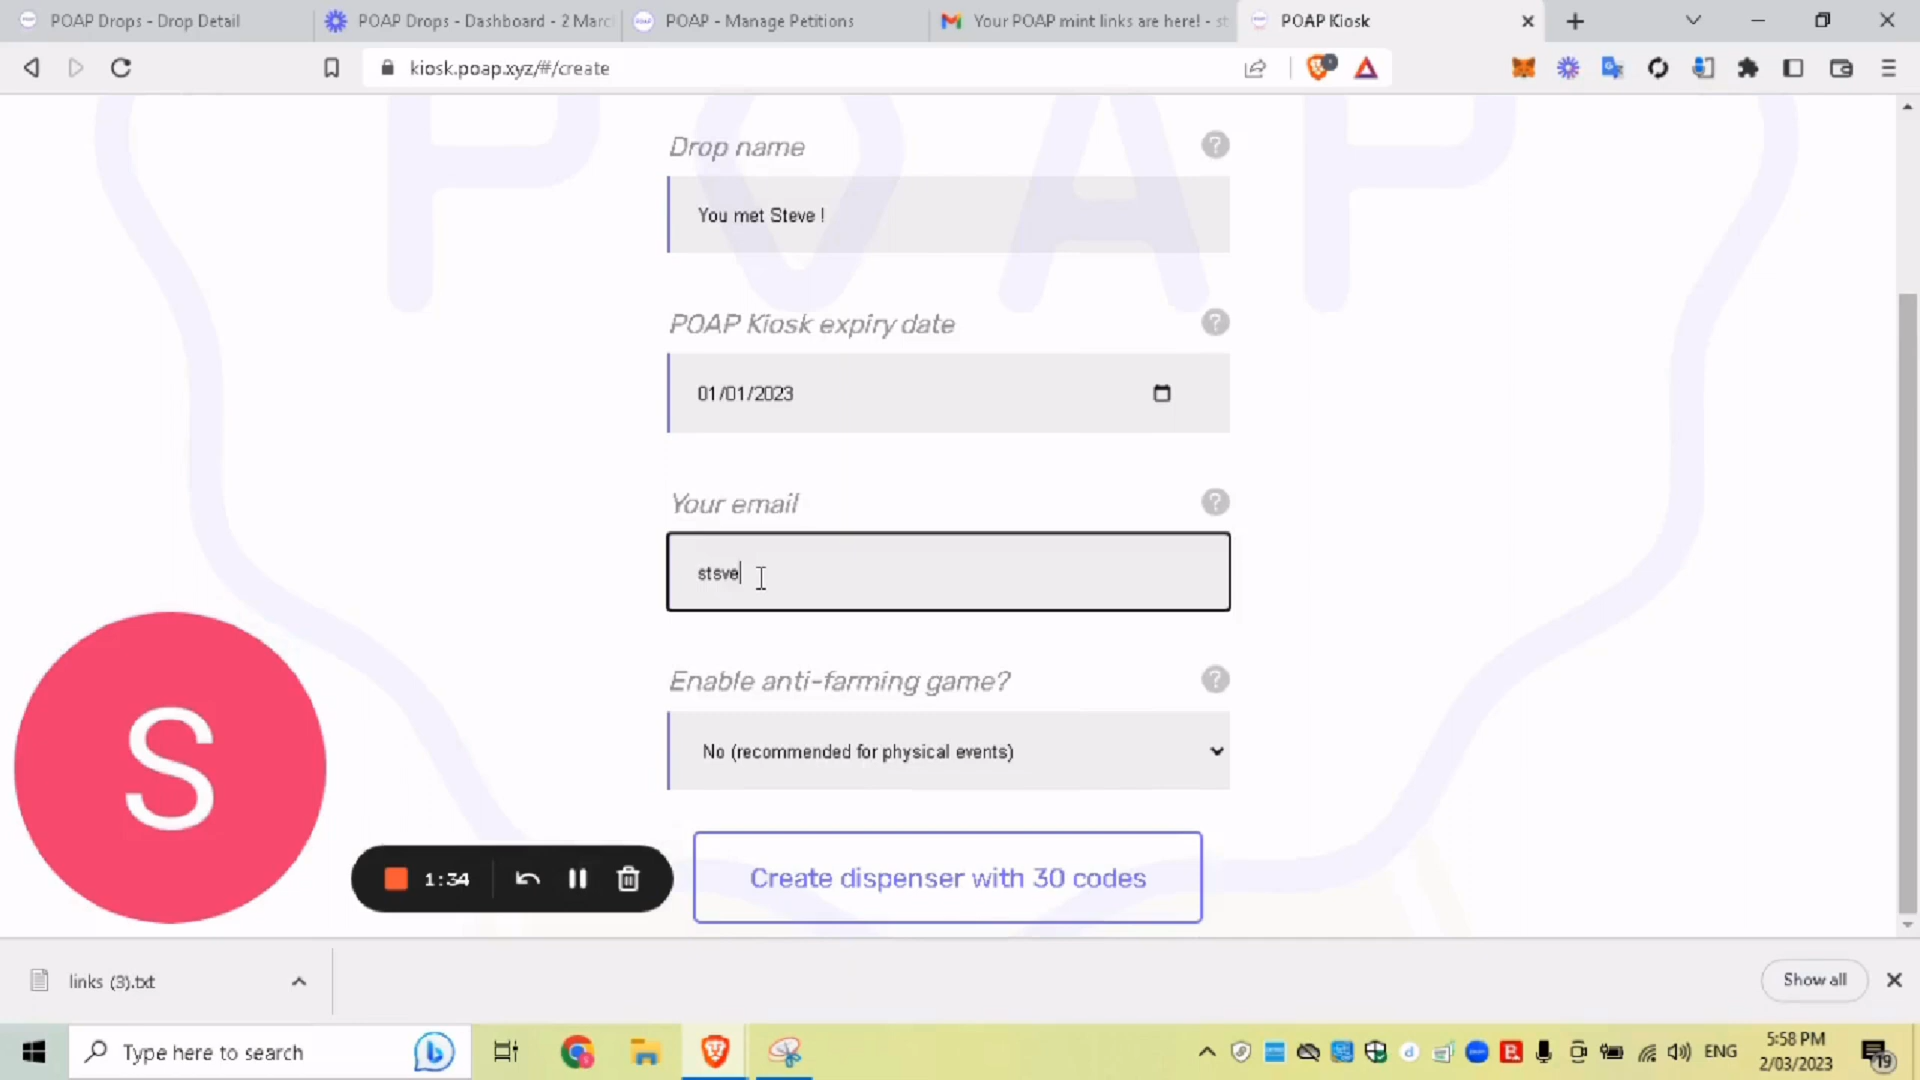 POAP Drops - Drop Detail
POAP Drops - Dashboard - 2 Marc
POAP - Manage Petitions
Your POAP mint links are here! - st
POAP Kiosk
kiosk.poap.xyz/#/create
POAP
Drop name
You met Steve !
POAP Kiosk expiry date
01/01/2023
Your email
stsve
Enable anti-farming game?
No (recommended for physical events)
S
1:34
Create dispenser with 30 codes
links (3).txt
Show all
Type here to search
ENG
5:58 PM
2/03/2023
19